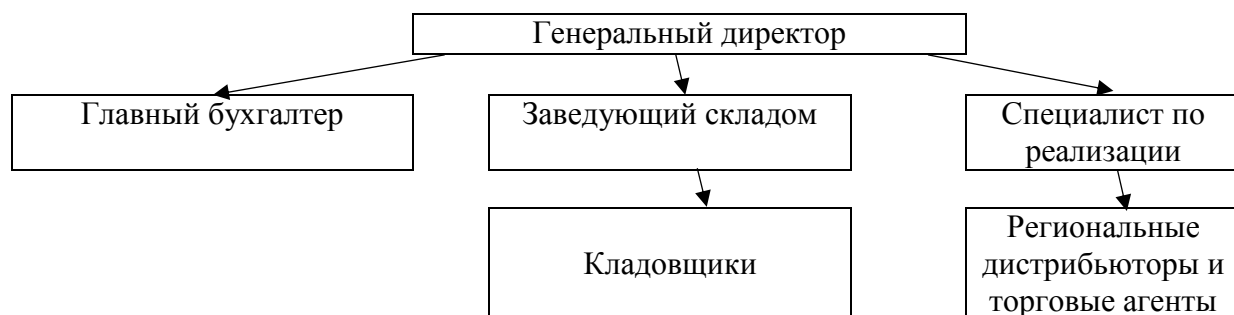 Генеральный директор
Главный бухгалтер
Заведующий складом
Специалист по
реализации
Кладовщики
Региональные
дистрибьюторы и
торговые агенты